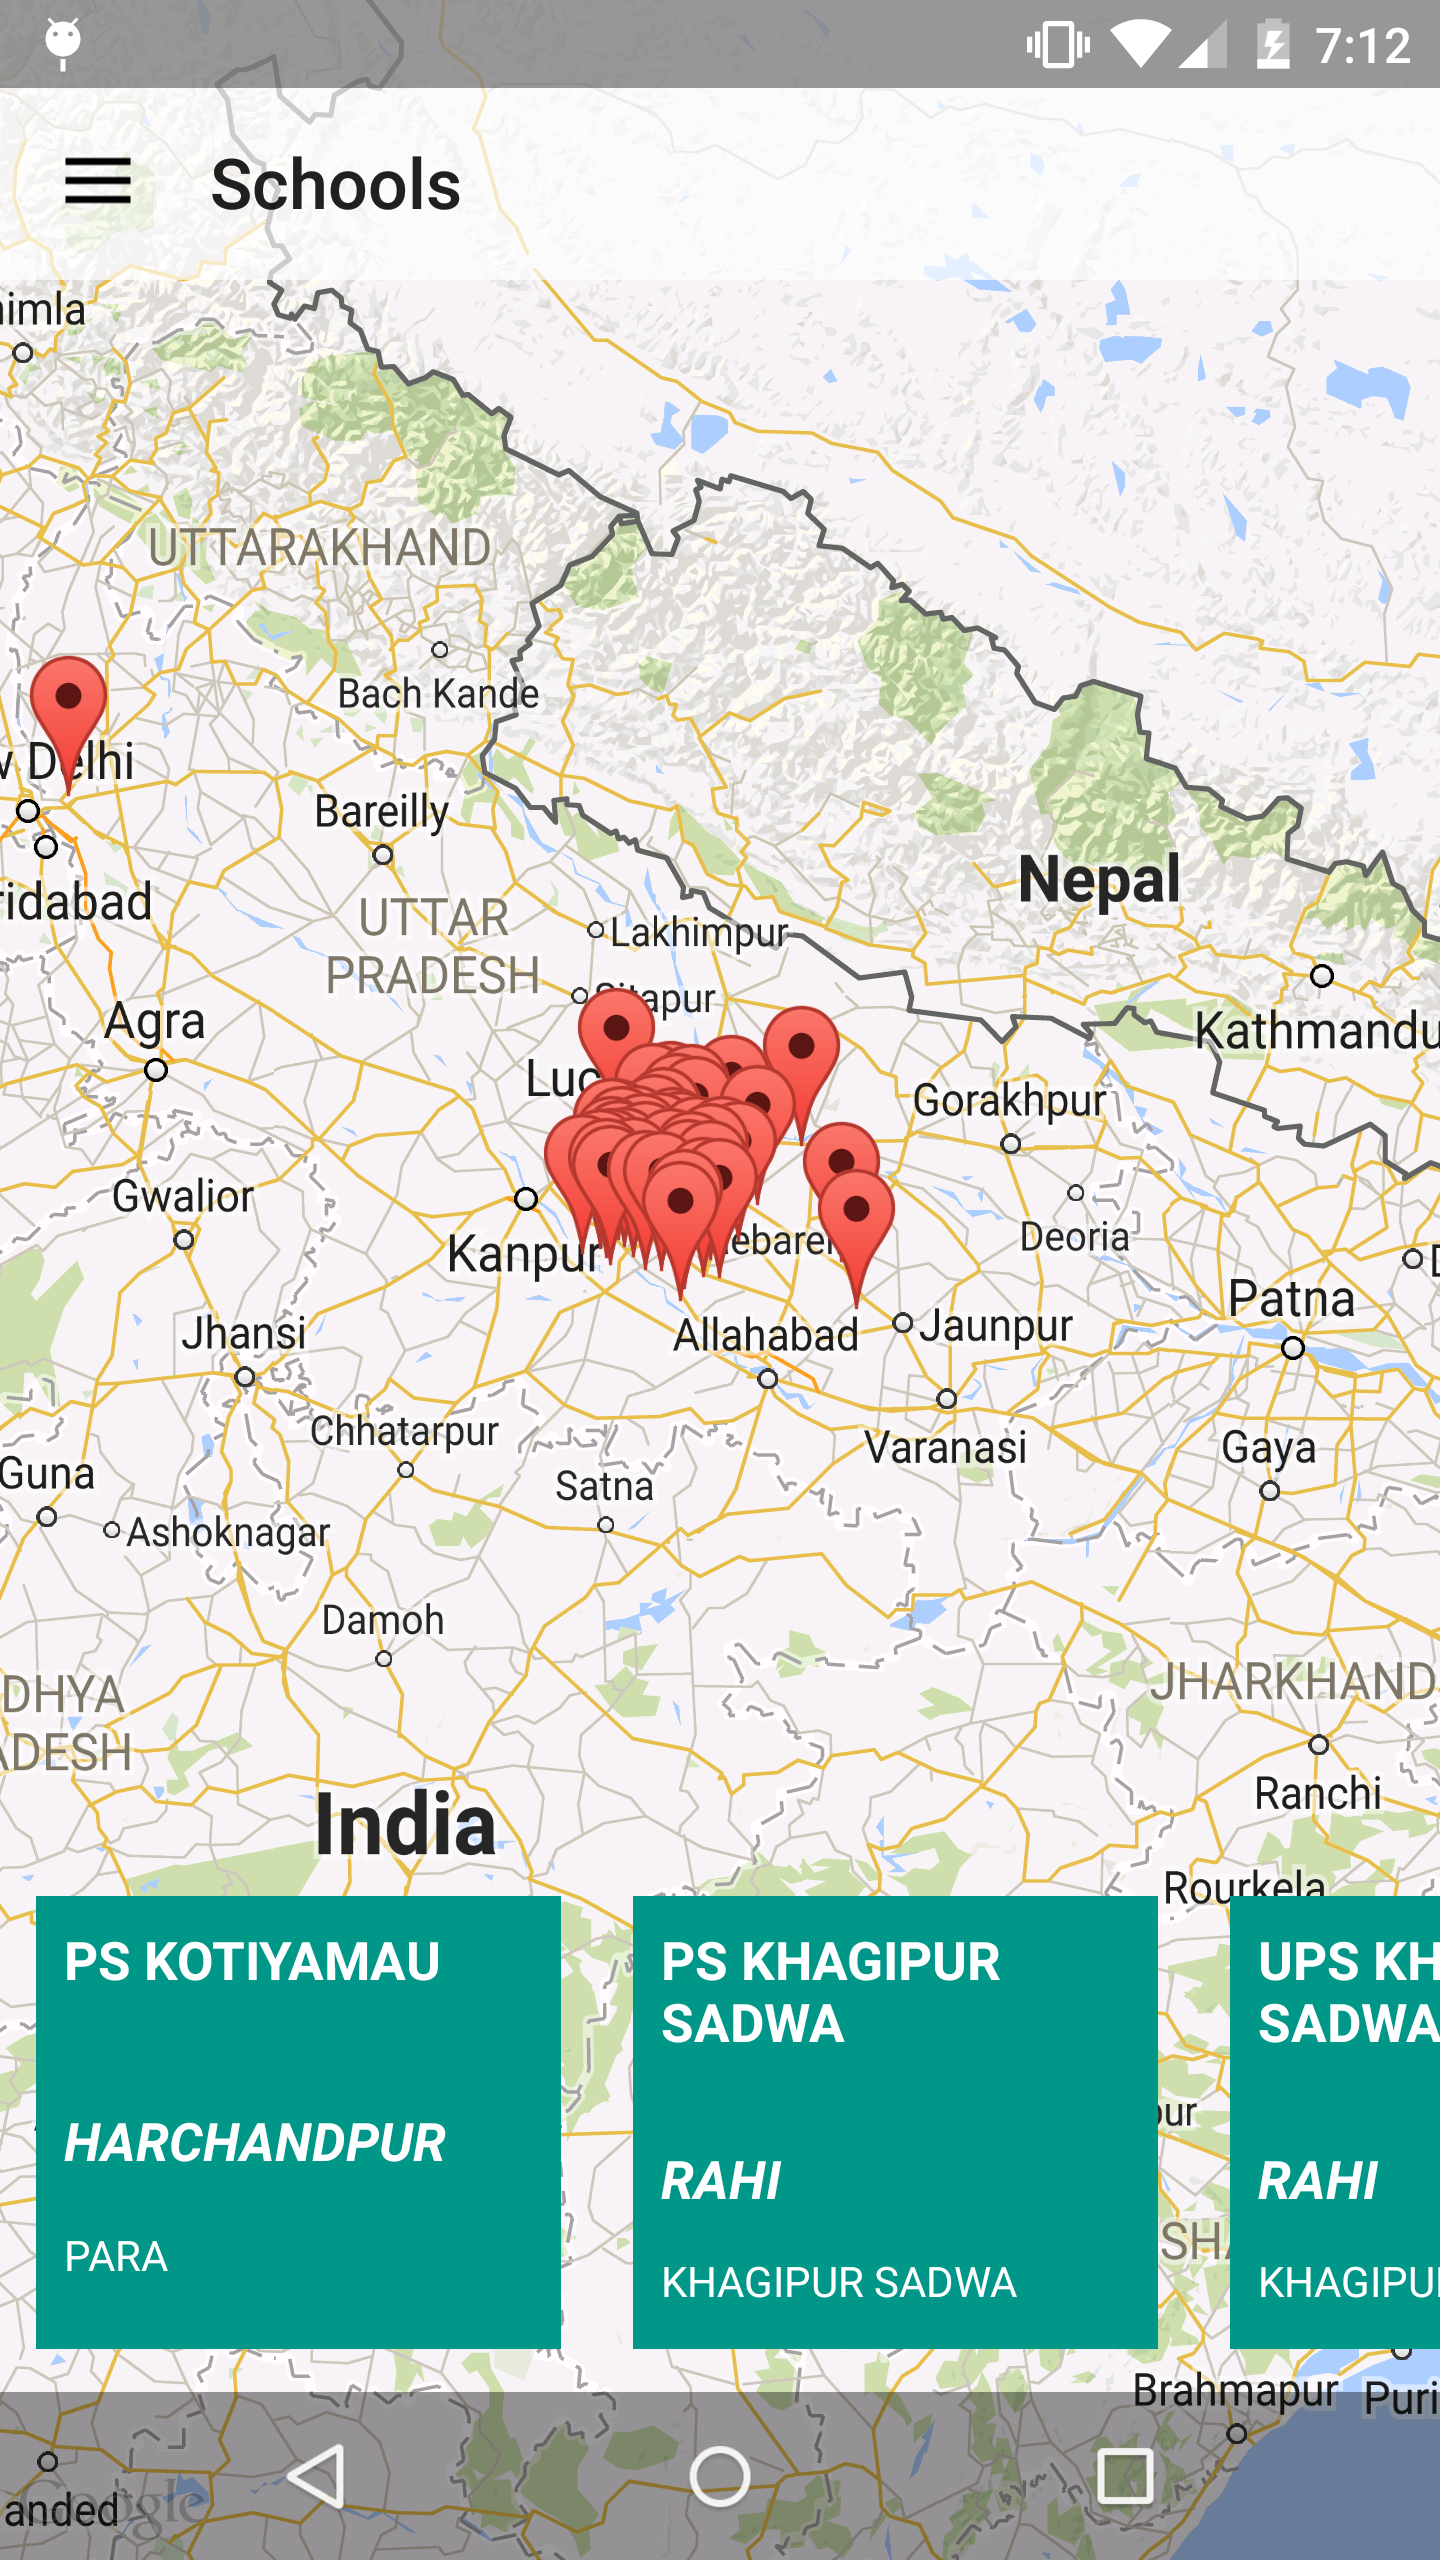 7:12
Schools
imla
UTTARAKHAND
Bach Kande
Delhi
Bareilly
ridabad
UTTAR
PRADESH
Nepal
Lakhimpur
Sitapur
Agra
Kathmandu
Luc
Gorakhpur
Gwalior
Deoria
Kanpur
ebarel
Patna
Jhansi
Allahabad
Jaunpur
Chhatarpur
Varanasi
Gaya
Guna
Satna
Ashoknagar
Damoh
DHYA
ADESH
JHARKHAND
Ranchi
India
Rourkela
PS KOTIYAMAU
HARCHANDPUR
PARA
PS KHAGIPUR
SADWA
RAHI
KHAGIPUR SADWA
UPS KH
SADWA
RAHI
KHAGIPU
pur
SHA
Brahmapur
Puri
anded
Google